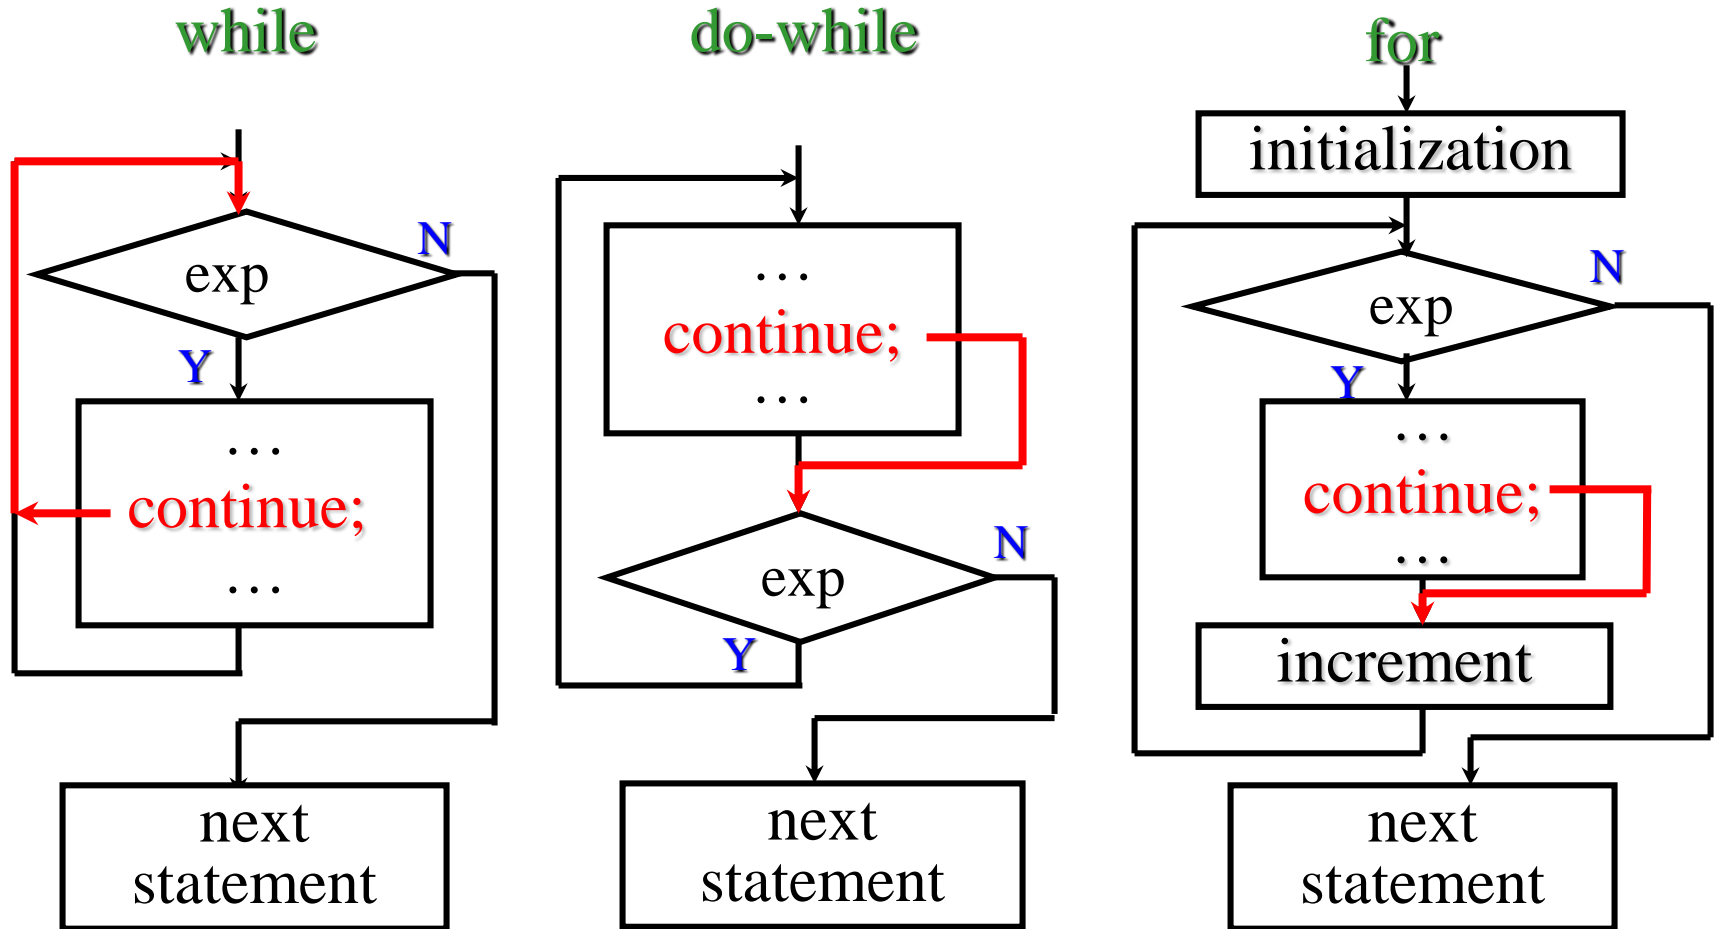 while
N
exp
Y
…
continue;
…
next
statement
do-while
…
continue;
…
N
exp
Y
next
statement
for
initialization
N
exp
Y
…
continue;
…
increment
next
statement